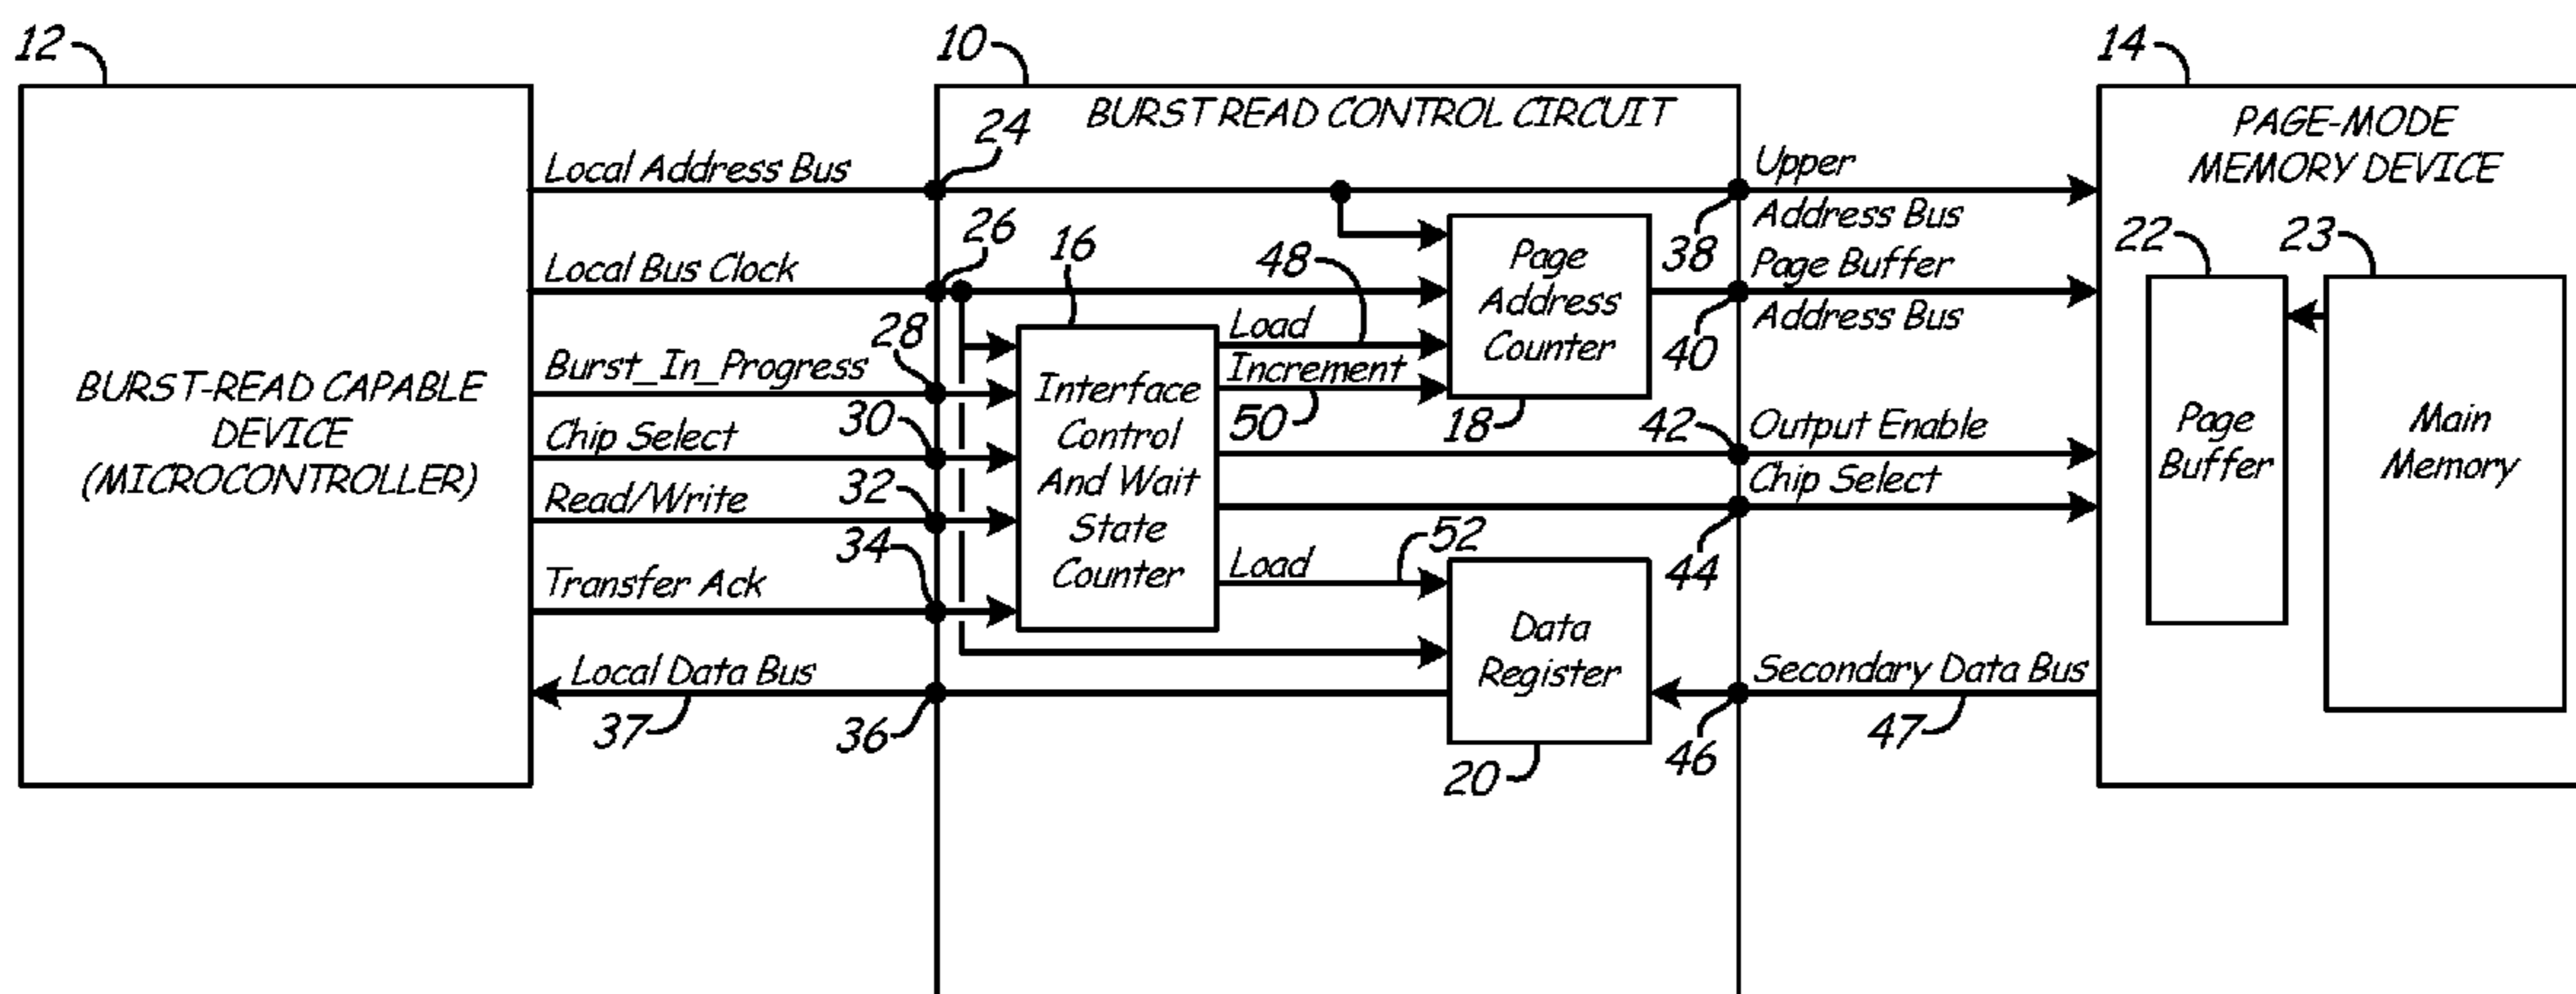 12
10
14
BURST READ CONTROL CIRCUIT
PAGE-MODE
MEMORY DEVICE
24
Local Address Bus
Upper
Address Bus
38
26
16
48
Page
Address
Counter
22
23
Local Bus Clock
Page Buffer
Address Bus
40
Load
28
Burst_In_Progress
Increment
50
18
BURST-READ CAPABLE
DEVICE
(MICROCONTROLLER)
Interface
Control
And Wait
State
Counter
30
Chip Select
42
Output Enable
Page
Buffer
Main
Memory
32
Read/Write
Chip Select
44
34
Transfer Ack
Load
52
Data
Register
Local Data Bus
37
36
20
46
Secondary Data Bus
47